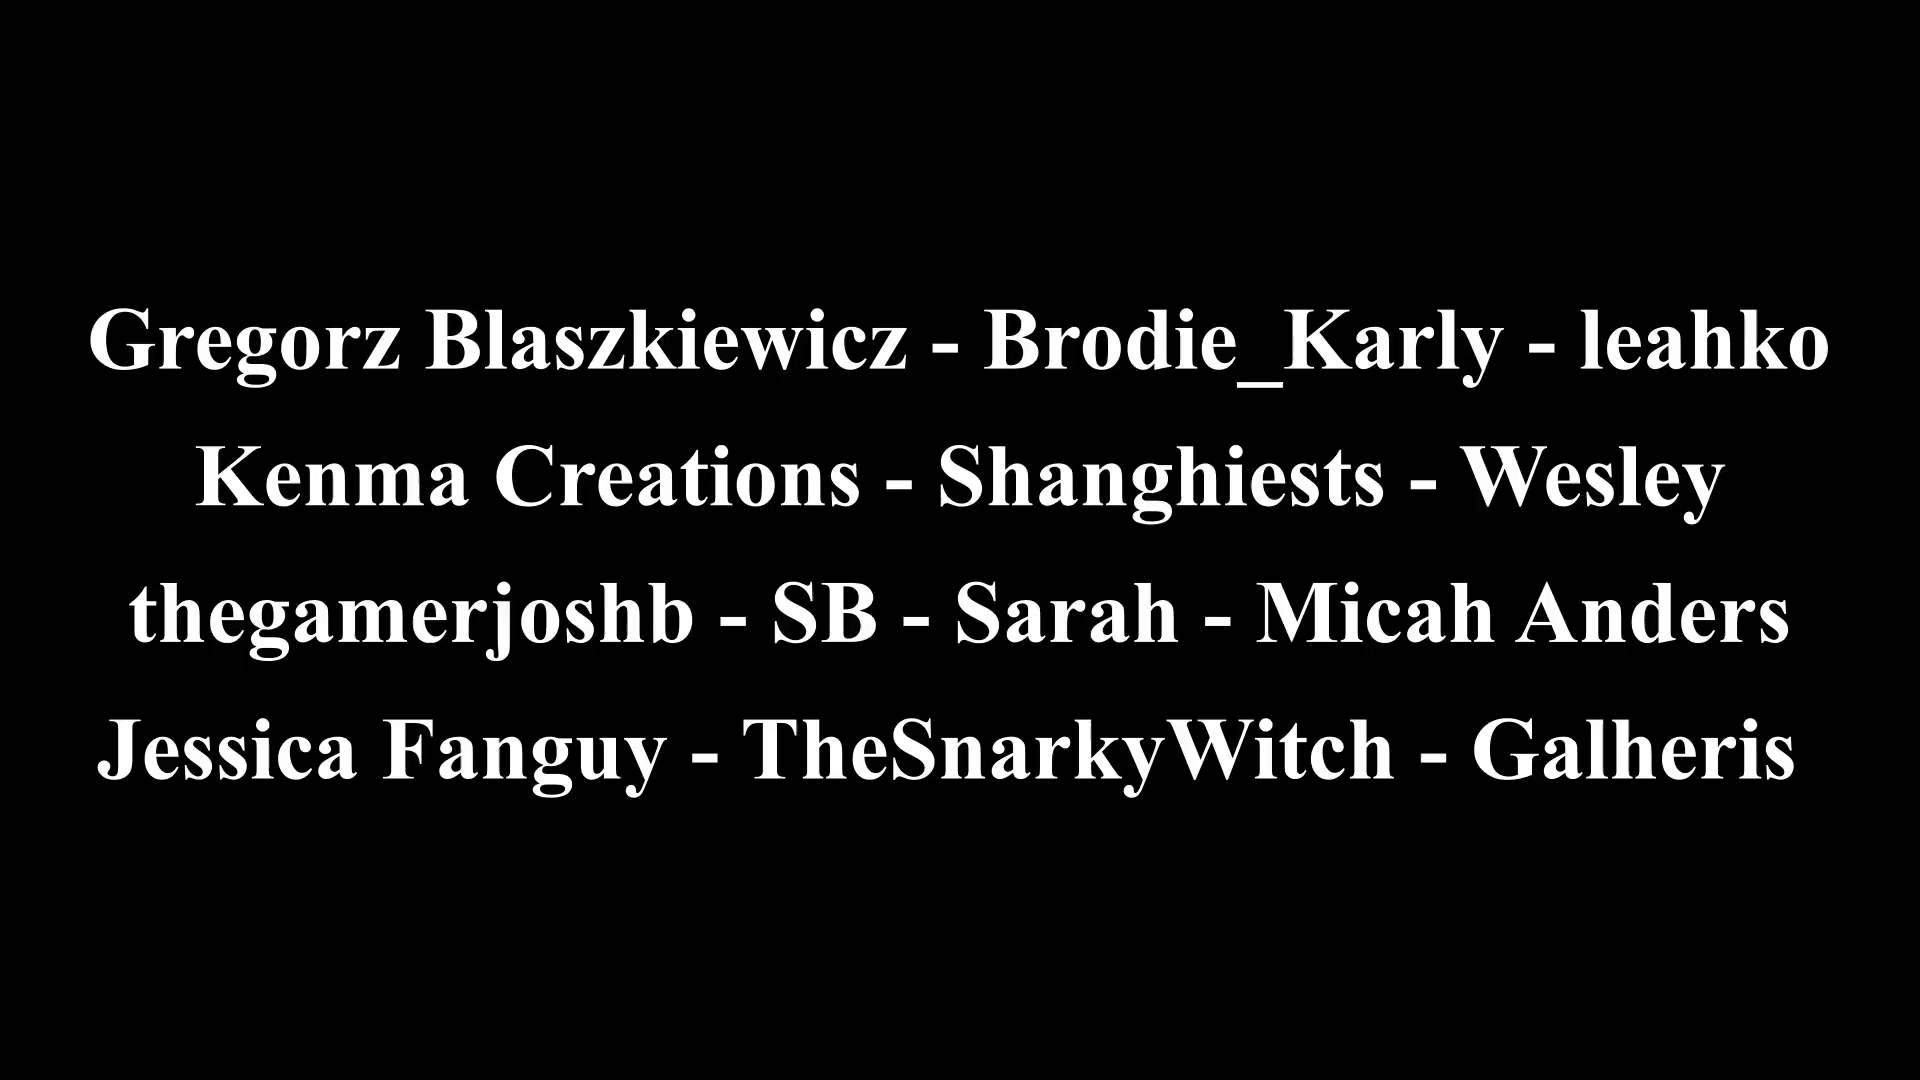 Gregorz Blaszkiewicz - Brodie_Karly - leahko
Kenma Creations - Shanghiests - Wesley
thegamerjoshb - SB - Sarah - Micah Anders
Jessica Fanguy - TheSnarkyWitch - Galheris